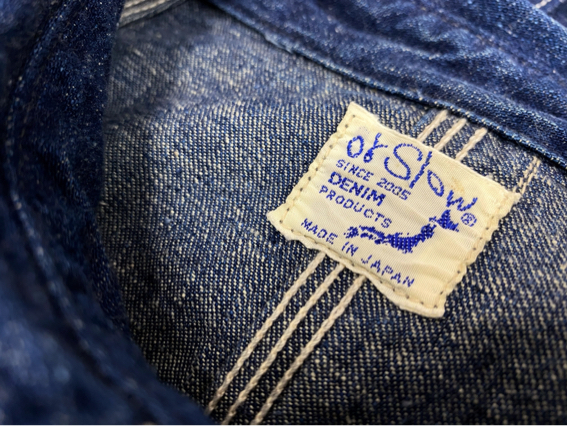 orSlow®
SINCE 2005
DENIM
PRODUCTS
MADE IN JAPAN